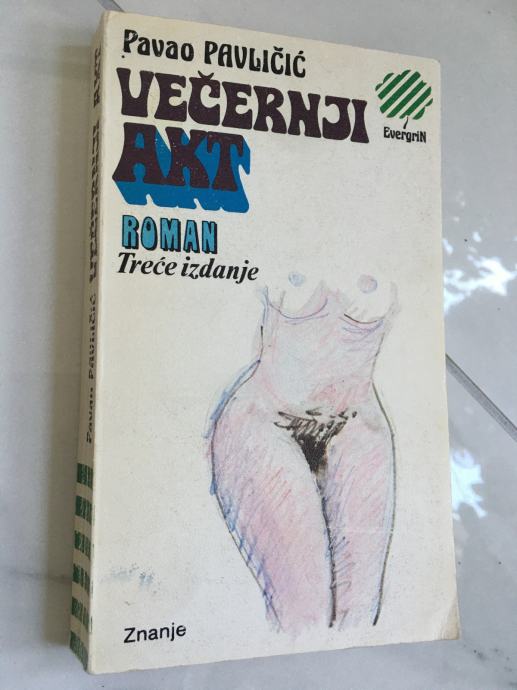 Pavao PAVLIČIĆ
VEČERNJI
AKT
EvergriN
ROMAN
Treće izdanje
Znanje
Pavao PAVLIČIĆ VEČERNJI AKT